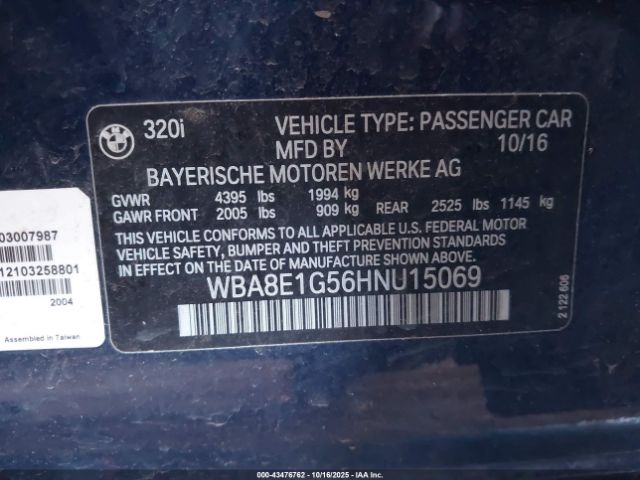 BMW
320i VEHICLE TYPE: PASSENGER CAR
MFD BY 10/16
BAYERISCHE MOTOREN WERKE AG
GVWR 4395 lbs 1994 kg
GAWR FRONT 2005 lbs 909 kg REAR 2525 lbs 1145 kg
THIS VEHICLE CONFORMS TO ALL APPLICABLE U.S. FEDERAL MOTOR
VEHICLE SAFETY, BUMPER AND THEFT PREVENTION STANDARDS
IN EFFECT ON THE DATE OF MANUFACTURE SHOWN ABOVE.
WBA8E1G56HNU15069
2 122 606
03007987
12103258801
2004
Assembled in Taiwan
000-43476762 - 10/16/2025 - IAAI.com